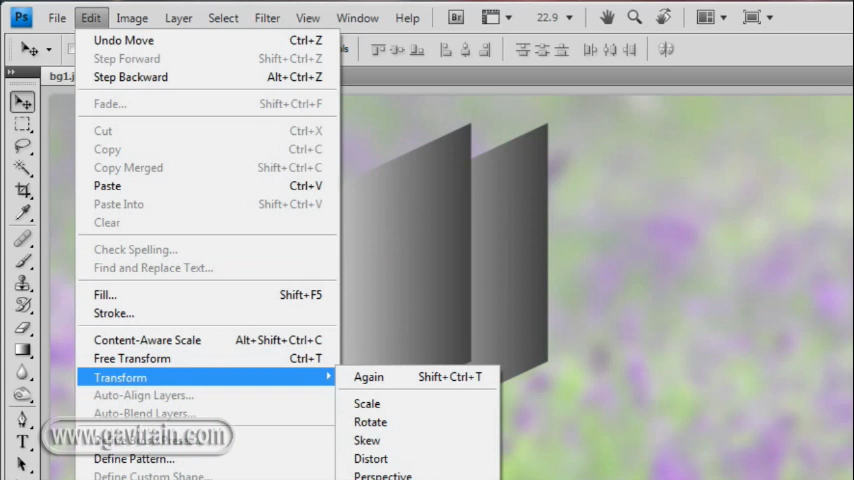 Ps File Edit Image Layer Select Filter View Window Help Br 22.9
bg1.j
Undo Move Ctrl+Z
Step Forward Shift+Ctrl+Z
Step Backward Alt+Ctrl+Z
Fade... Shift+Ctrl+F
Cut Ctrl+X
Copy Ctrl+C
Copy Merged Shift+Ctrl+C
Paste Ctrl+V
Paste Into Shift+Ctrl+V
Clear
Check Spelling...
Find and Replace Text...
Fill... Shift+F5
Stroke...
Content-Aware Scale Alt+Shift+Ctrl+C
Free Transform Ctrl+T
Transform
Again Shift+Ctrl+T
Auto-Align Layers...
Scale
Auto-Blend Layers...
Rotate
www.gavtrain.com
Skew
Define Pattern...
Distort
Define Custom Shape...
Perspective